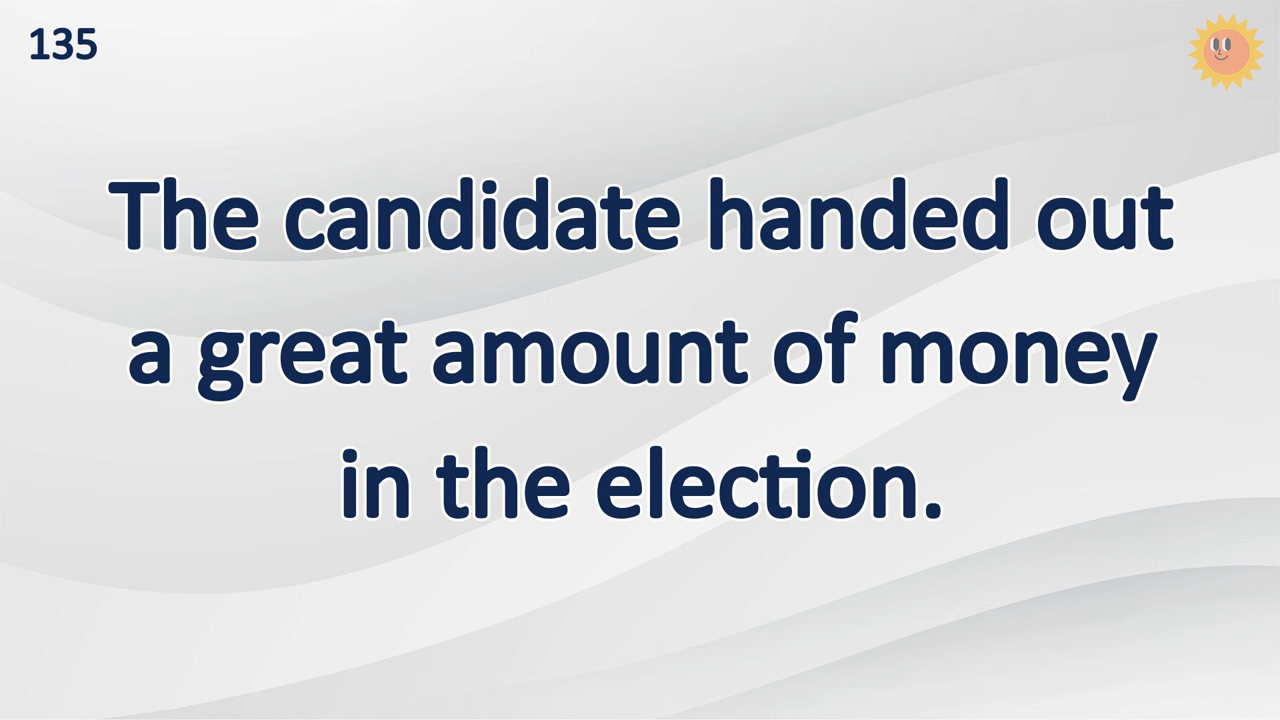 135
The candidate handed out
a great amount of money
in the election.